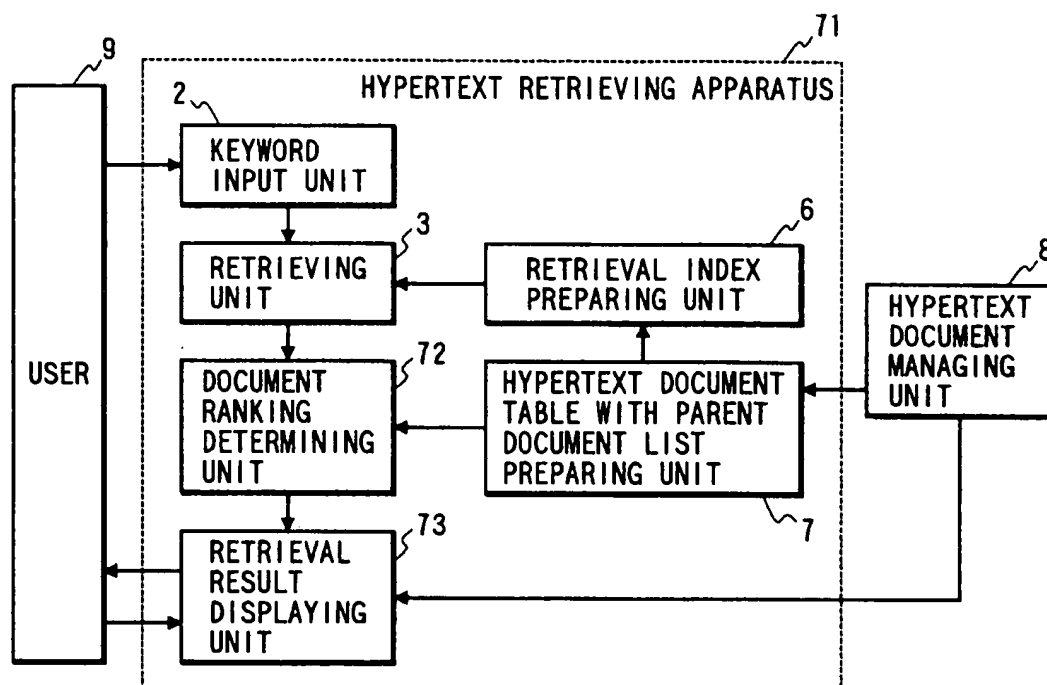 71
9
HYPERTEXT RETRIEVING APPARATUS
2
KEYWORD
INPUT UNIT
3
RETRIEVING
UNIT
6
RETRIEVAL INDEX
PREPARING UNIT
8
HYPERTEXT
DOCUMENT
MANAGING
UNIT
USER
72
DOCUMENT
RANKING
DETERMINING
UNIT
HYPERTEXT DOCUMENT
TABLE WITH PARENT
DOCUMENT LIST
PREPARING UNIT
7
73
RETRIEVAL
RESULT
DISPLAYING
UNIT